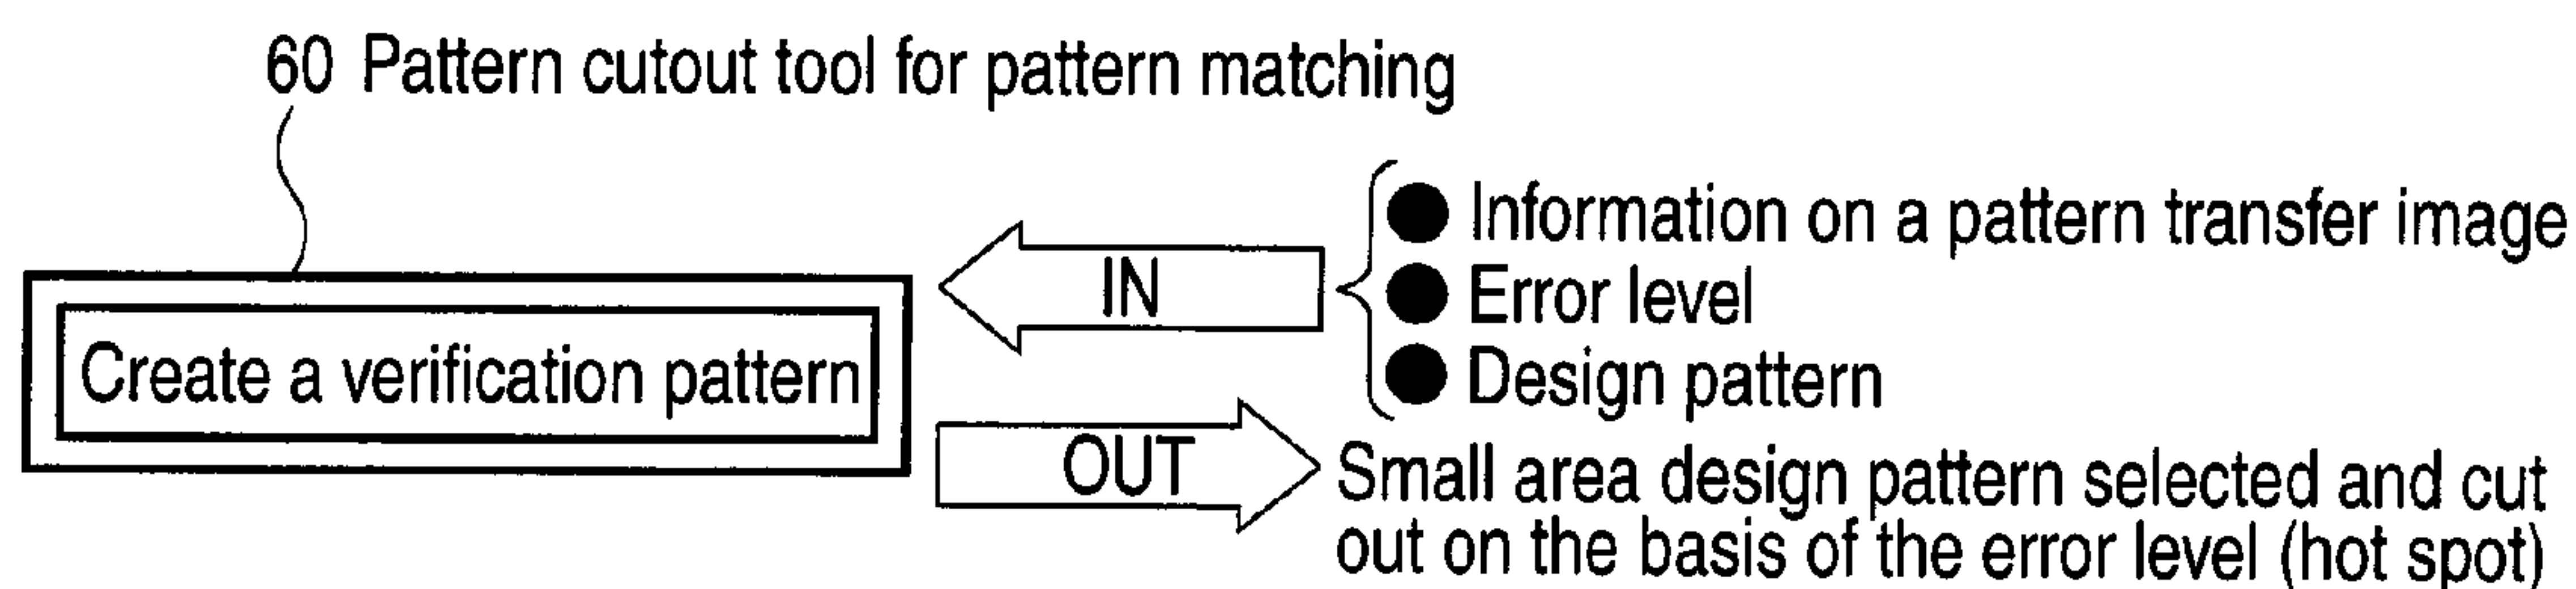 60 Pattern cutout tool for pattern matching
Create a verification pattern
IN
● Information on a pattern transfer image
● Error level
● Design pattern
OUT
Small area design pattern selected and cut
out on the basis of the error level (hot spot)